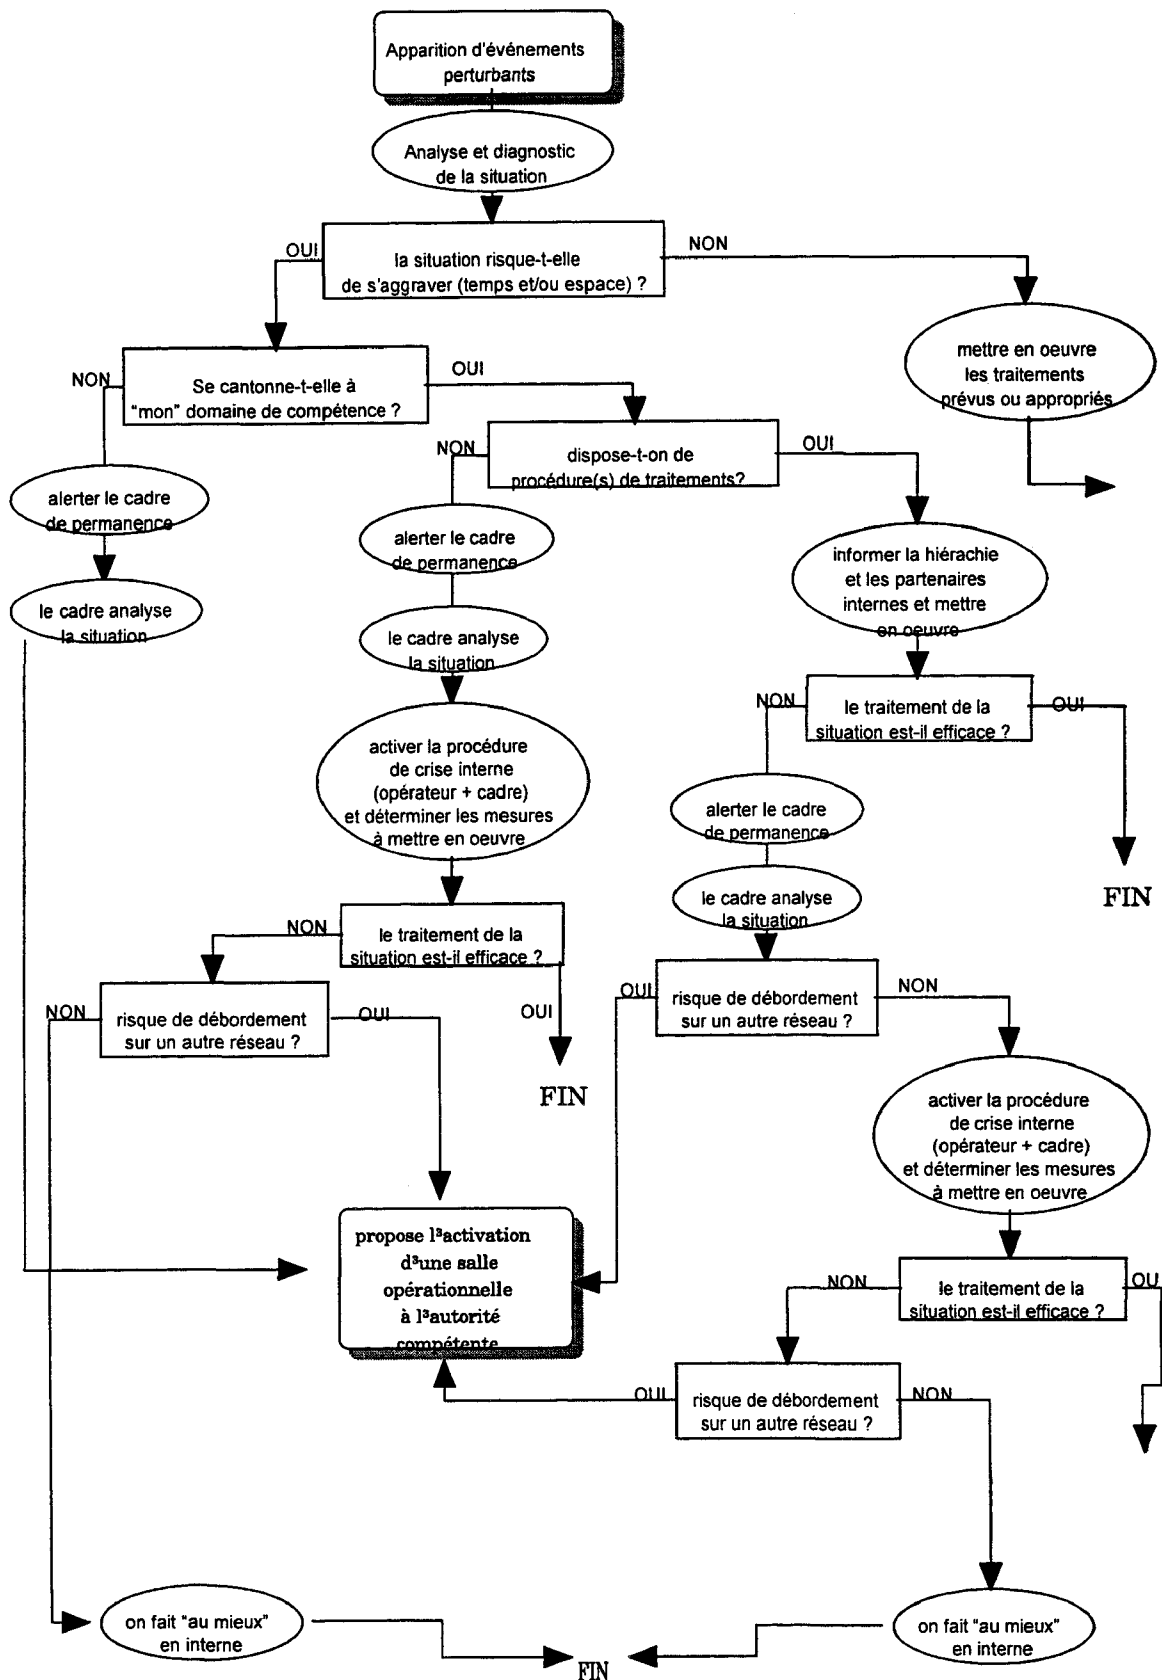 Apparition d'événements
perturbants
Analyse et diagnostic
de la situation
OUI
la situation risque-t-elle
de s'aggraver (temps et/ou espace) ?
NON
mettre en oeuvre
les traitements
prévus ou appropriés
NON
Se cantonne-t-elle à
"mon" domaine de compétence ?
OUI
NON
dispose-t-on de
procédure(s) de traitements?
OUI
alerter le cadre
de permanence
le cadre analyse
la situation
alerter le cadre
de permanence
le cadre analyse
la situation
informer la hiérachie
et les partenaires
internes et mettre
en oeuvre
NON
le traitement de la
situation est-il efficace ?
OUI
FIN
activer la procédure
de crise interne
(opérateur + cadre)
et déterminer les mesures
à mettre en oeuvre
alerter le cadre
de permanence
le cadre analyse
la situation
NON
le traitement de la
situation est-il efficace ?
OUI
FIN
NON
risque de débordement
sur un autre réseau ?
OUI
OUI
risque de débordement
sur un autre réseau ?
NON
activer la procédure
de crise interne
(opérateur + cadre)
et déterminer les mesures
à mettre en oeuvre
propose l³activation
d³une salle
opérationnelle
à l³autorité
compétente
NON
le traitement de la
situation est-il efficace ?
OU
OUI
risque de débordement
sur un autre réseau ?
NON
on fait "au mieux"
en interne
FIN
on fait "au mieux"
en interne